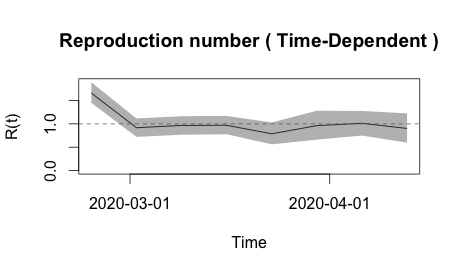 Reproduction number ( Time-Dependent )
R(t)
1.0
0.0
2020-03-01 2020-04-01
Time